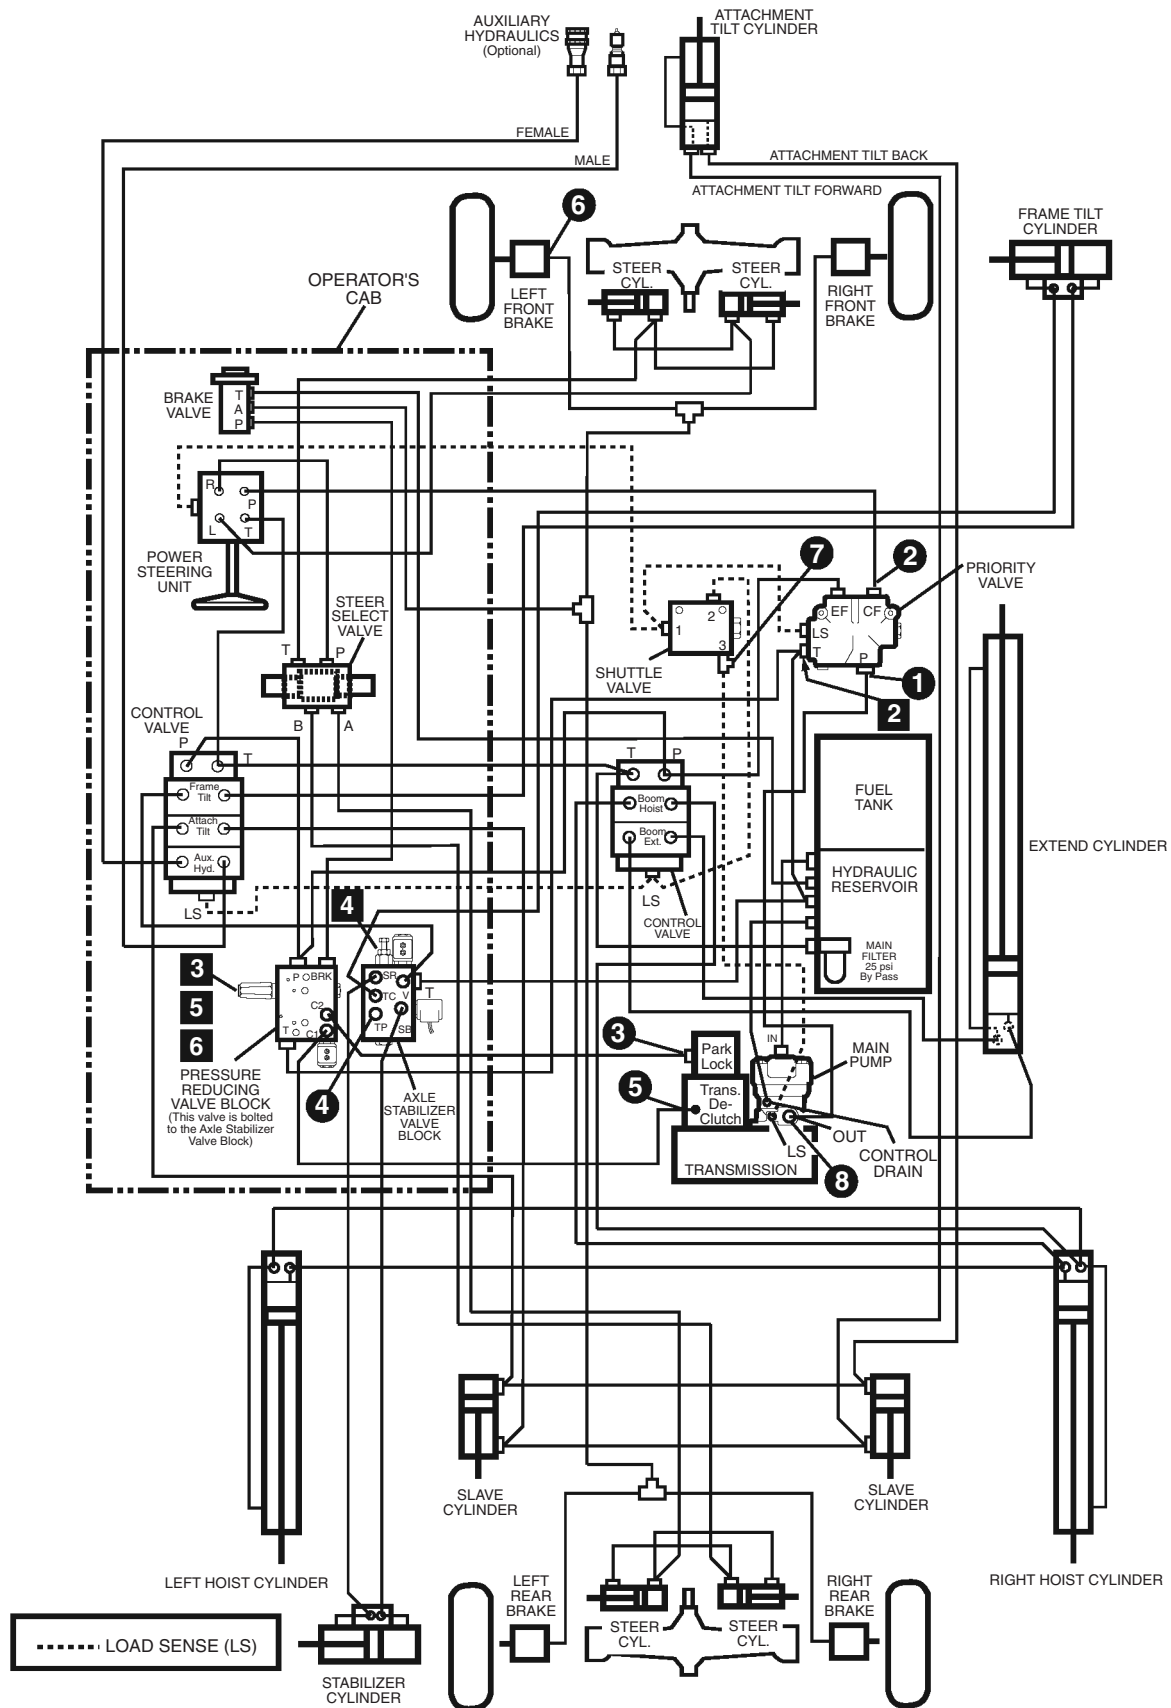 AUXILIARY
HYDRAULICS
(Optional)
ATTACHMENT
TILT CYLINDER
FEMALE
MALE
ATTACHMENT TILT BACK
ATTACHMENT TILT FORWARD
6
FRAME TILT
CYLINDER
OPERATOR'S
CAB
LEFT
FRONT
BRAKE
STEER
CYL.
STEER
CYL.
RIGHT
FRONT
BRAKE
BRAKE
VALVE
T
A
P
R
P
L
T
POWER
STEERING
UNIT
7
2
PRIORITY
VALVE
EF
CF
LS
T
P
1
2
3
SHUTTLE
VALVE
1
2
STEER
SELECT
VALVE
T
P
B
A
CONTROL
VALVE
P
T
Frame
Tilt
Attach
Tilt
Aux.
Hyd.
LS
T
P
Boom
Hoist
Boom
Ext.
LS
CONTROL
VALVE
FUEL
TANK
HYDRAULIC
RESERVOIR
MAIN
FILTER
25 psi
By Pass
EXTEND CYLINDER
4
3
5
6
P
BRK
C2
T
C1
SR
TC
V
T
TP
SB
PRESSURE
REDUCING
VALVE BLOCK
(This valve is bolted
to the Axle Stabilizer
Valve Block)
4
AXLE
STABILIZER
VALVE
BLOCK
3
Park
Lock
5
Trans.
De-
Clutch
IN
MAIN
PUMP
LS
OUT
CONTROL
DRAIN
TRANSMISSION
8
SLAVE
CYLINDER
SLAVE
CYLINDER
LEFT HOIST CYLINDER
RIGHT HOIST CYLINDER
LEFT
REAR
BRAKE
RIGHT
REAR
BRAKE
STEER
CYL.
STEER
CYL.
LOAD SENSE (LS)
STABILIZER
CYLINDER